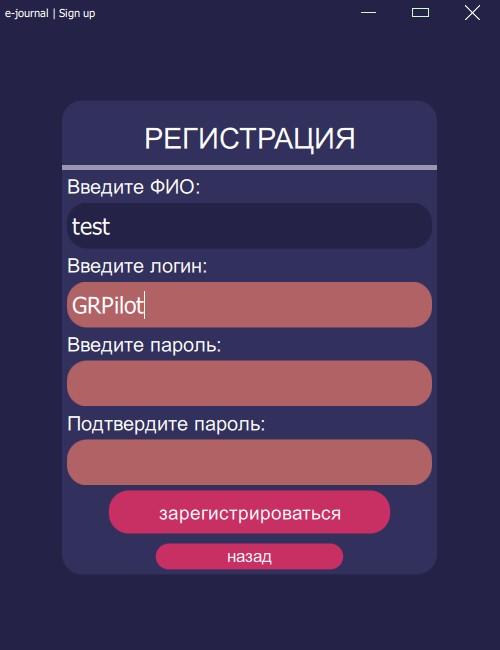 e-journal | Sign up
РЕГИСТРАЦИЯ
Введите ФИО:
test
Введите логин:
GRPilot
Введите пароль:
Подтвердите пароль:
зарегистрироваться
назад